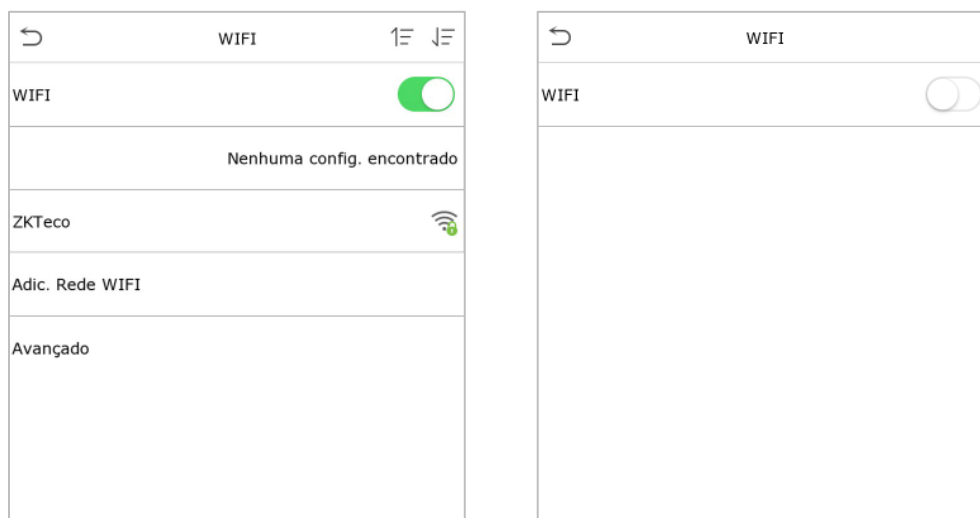 WIFI
WIFI
Nenhuma config. encontrado
ZKTeco
Adic. Rede WIFI
Avançado
WIFI
WIFI